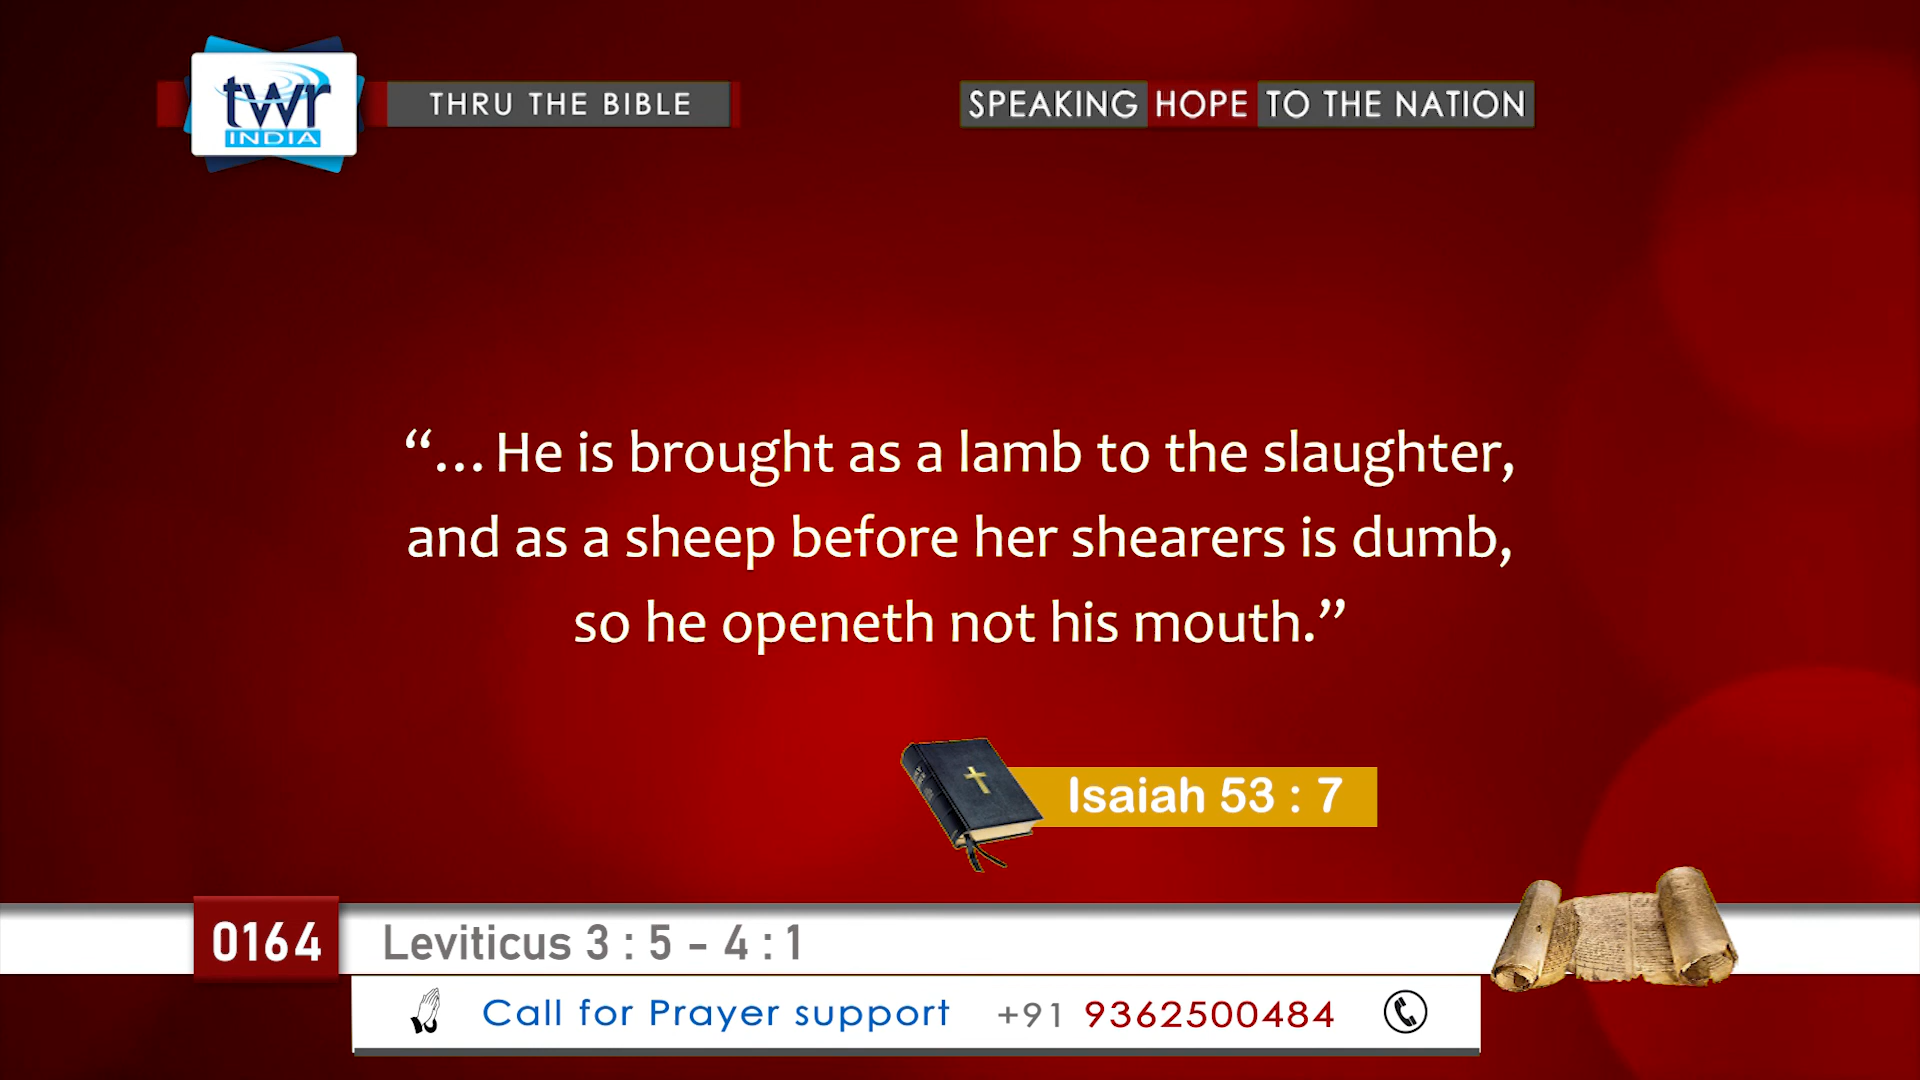 twr
INDIA
THRU THE BIBLE
SPEAKING HOPE TO THE NATION
“... He is brought as a lamb to the slaughter,
and as a sheep before her shearers is dumb,
so he openeth not his mouth.”
Isaiah 53 : 7
0164
Leviticus 3 : 5 - 4 : 1
Call for Prayer support +91 9362500484